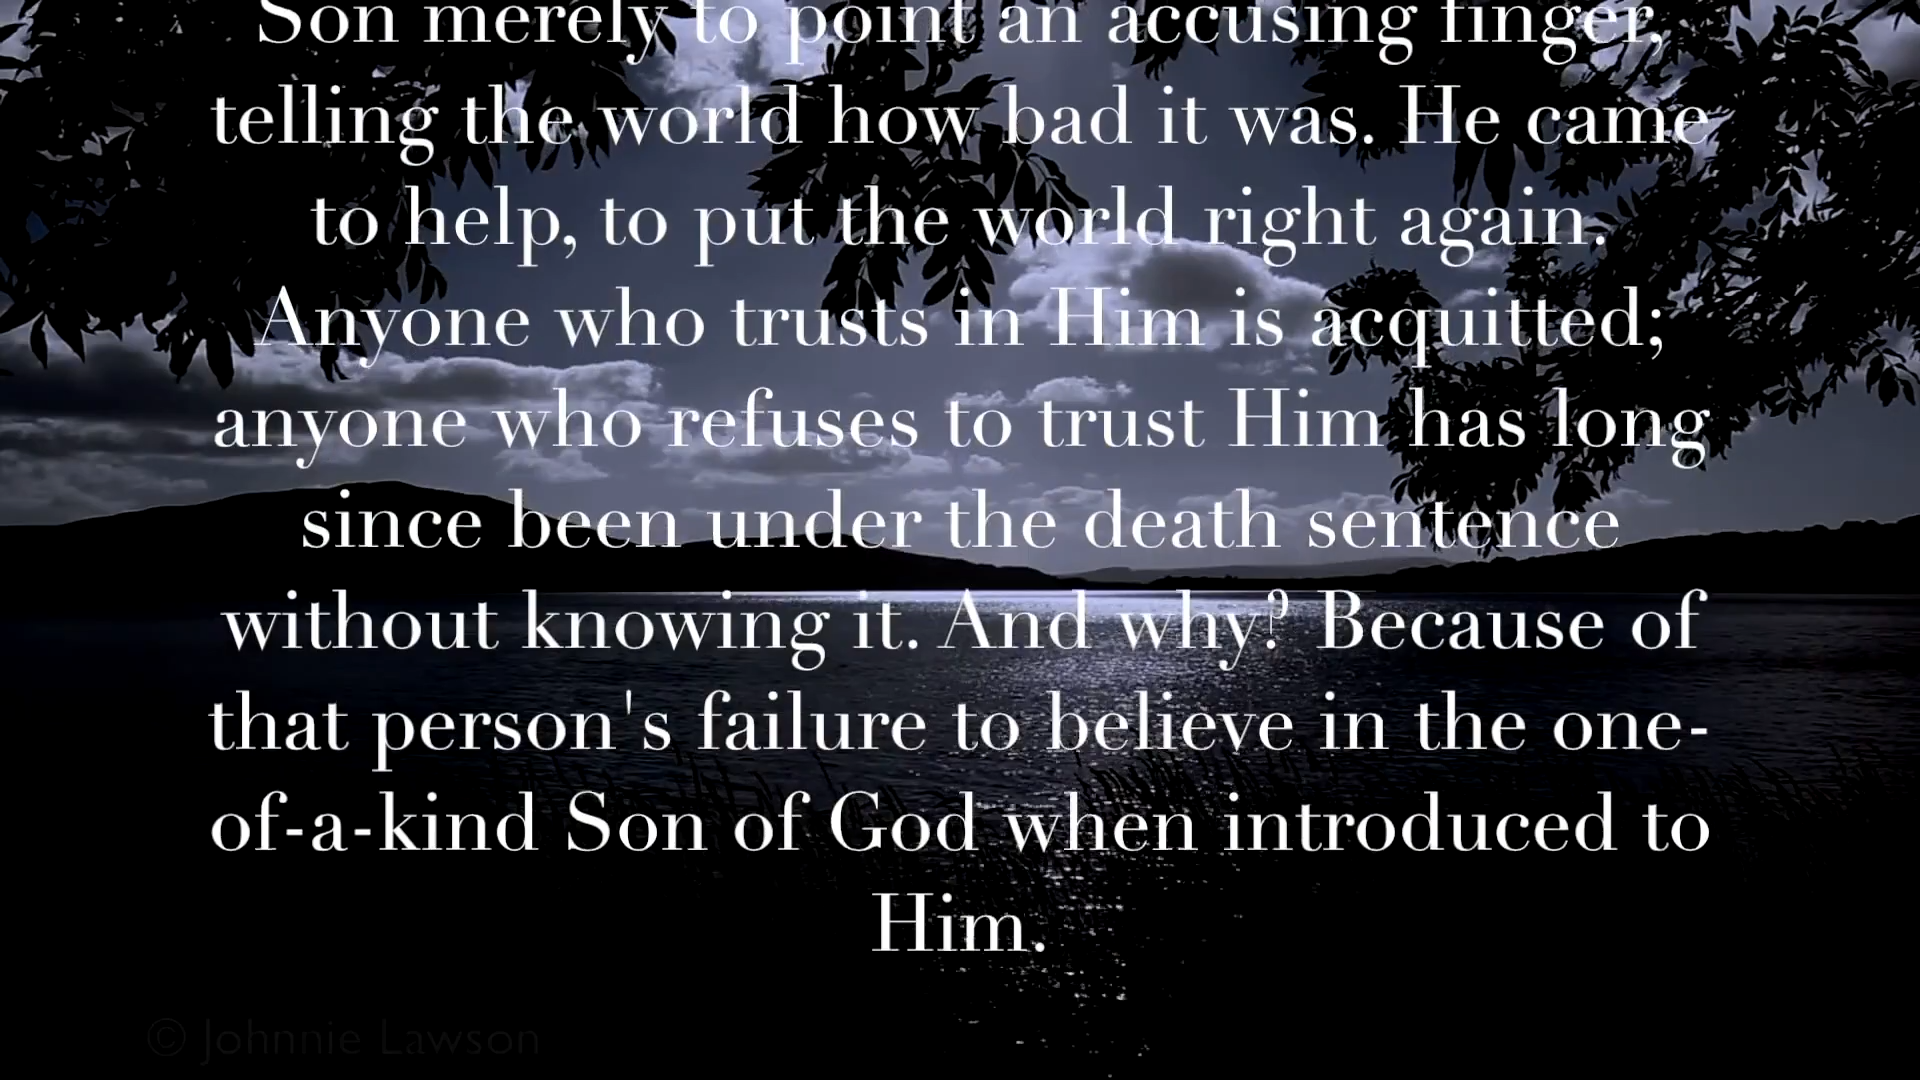 Son merely to point an accusing finger,
telling the world how bad it was. He came
to help, to put the world right again.
Anyone who trusts in Him is acquitted;
anyone who refuses to trust Him has long
since been under the death sentence
without knowing it. And why? Because of
that person's failure to believe in the one-
of-a-kind Son of God when introduced to
Him.
© Johnnie Lawson